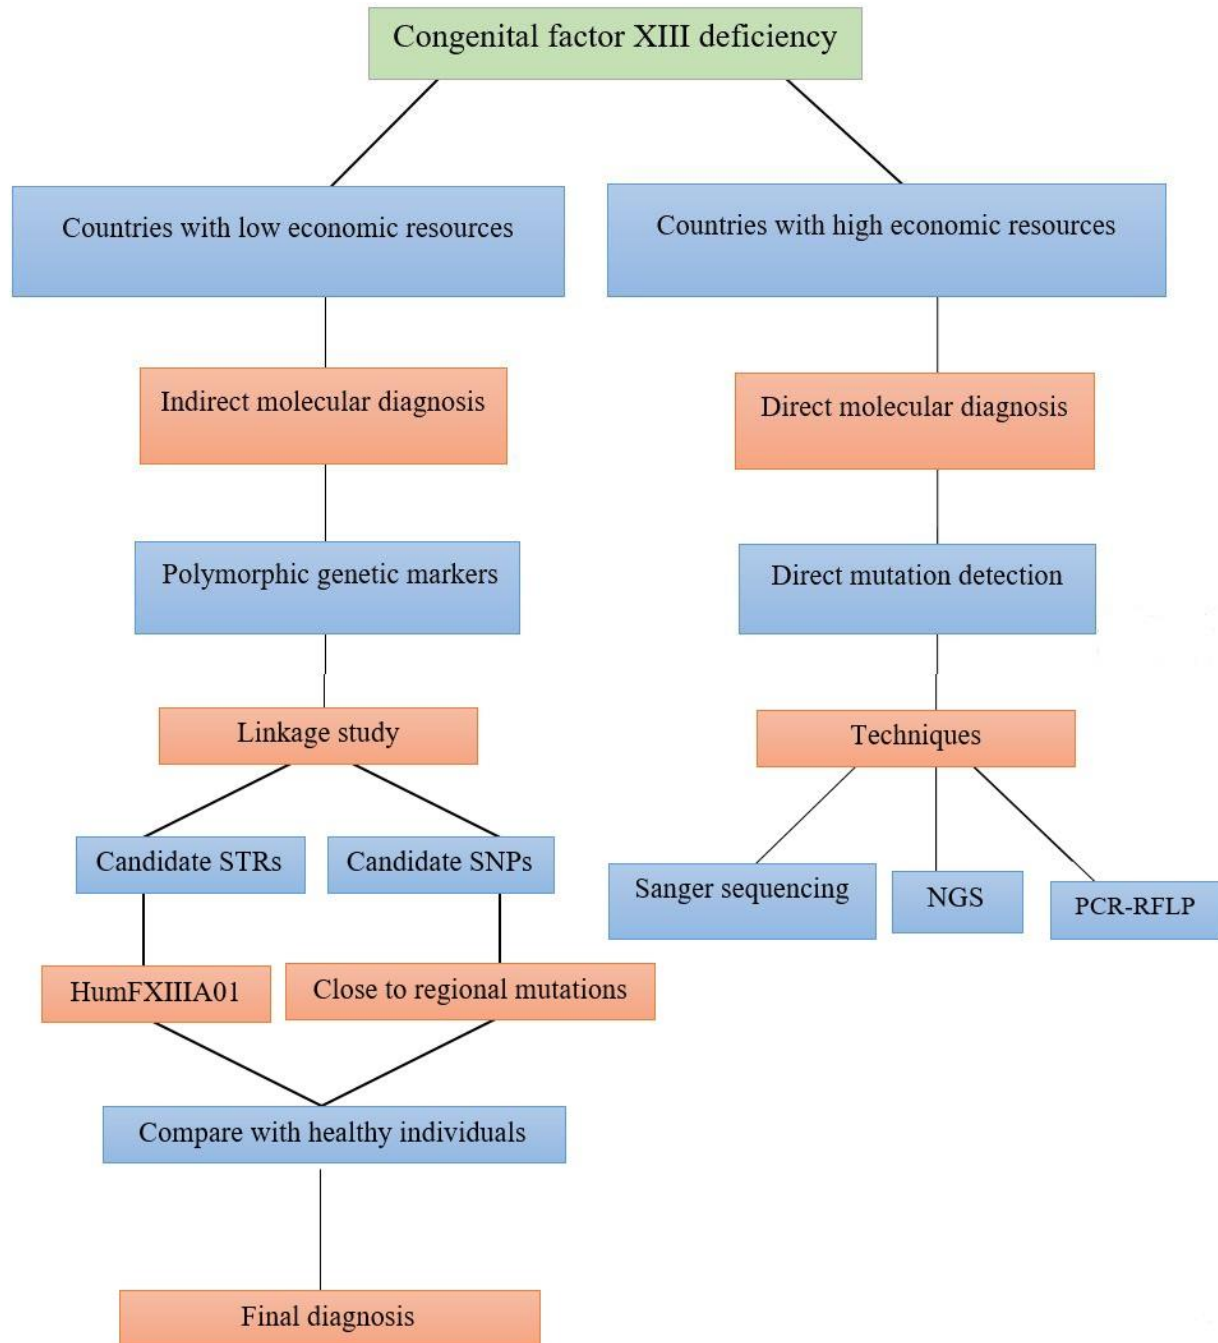 Congenital factor XIII deficiency
Countries with low economic resources
Countries with high economic resources
Indirect molecular diagnosis
Direct molecular diagnosis
Polymorphic genetic markers
Direct mutation detection
Linkage study
Techniques
Candidate STRs
Candidate SNPs
Sanger sequencing
NGS
PCR-RFLP
HumFXIIIA01
Close to regional mutations
Compare with healthy individuals
Final diagnosis